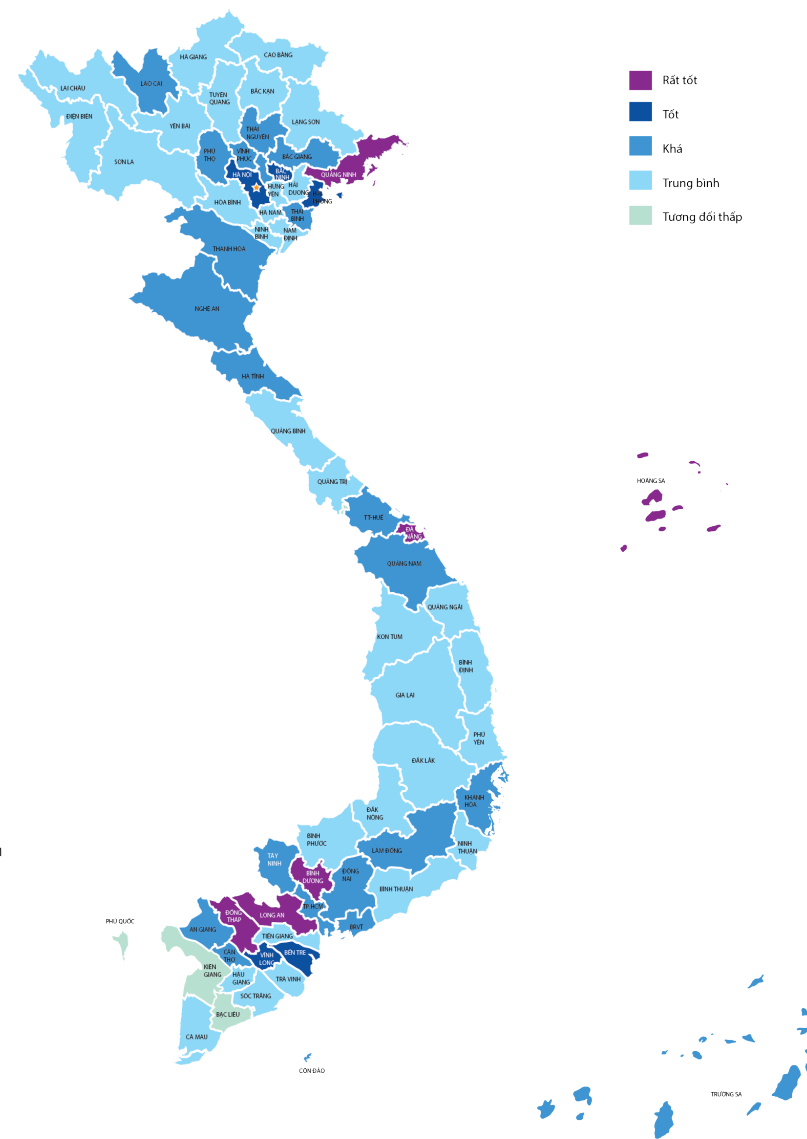 Rất tốt
Tốt
Khá
Trung bình
Tương đối thấp
HÀ GIANG
CAO BẰNG
LÀO CAI
LAI CHÂU
TUYÊN
QUANG
BẮC KẠN
ĐIỆN BIÊN
YÊN BÁI
LẠNG SƠN
THÁI
NGUYÊN
PHÚ
THỌ
VĨNH
PHÚC
BẮC GIANG
SƠN LA
HÀ NỘI
BẮC
NINH
QUẢNG NINH
HƯNG
YÊN
HẢI
DƯƠNG
HÒA BÌNH
HÀ NAM
THÁI
BÌNH
NINH
BÌNH
NAM
ĐỊNH
THANH HÓA
NGHỆ AN
HÀ TĨNH
QUẢNG BÌNH
QUẢNG TRỊ
HOÀNG SA
TT-HUẾ
ĐÀ
NẴNG
QUẢNG NAM
QUẢNG NGÃI
KON TUM
BÌNH
ĐỊNH
GIA LAI
PHÚ
YÊN
ĐẮK LẮK
KHÁNH
HÒA
ĐẮK
NÔNG
BÌNH
PHƯỚC
LÂM ĐỒNG
NINH
THUẬN
TÂY
NINH
BÌNH
DƯƠNG
ĐỒNG
NAI
BÌNH THUẬN
TP.HCM
ĐỒNG
THÁP
LONG AN
BRVT
PHÚ QUỐC
AN GIANG
TIỀN GIANG
CẦN
THƠ
VĨNH
LONG
BẾN TRE
KIÊN
GIANG
HẬU
GIANG
TRÀ VINH
SÓC TRĂNG
BẠC LIÊU
CÀ MAU
CÔN ĐẢO
TRƯỜNG SA